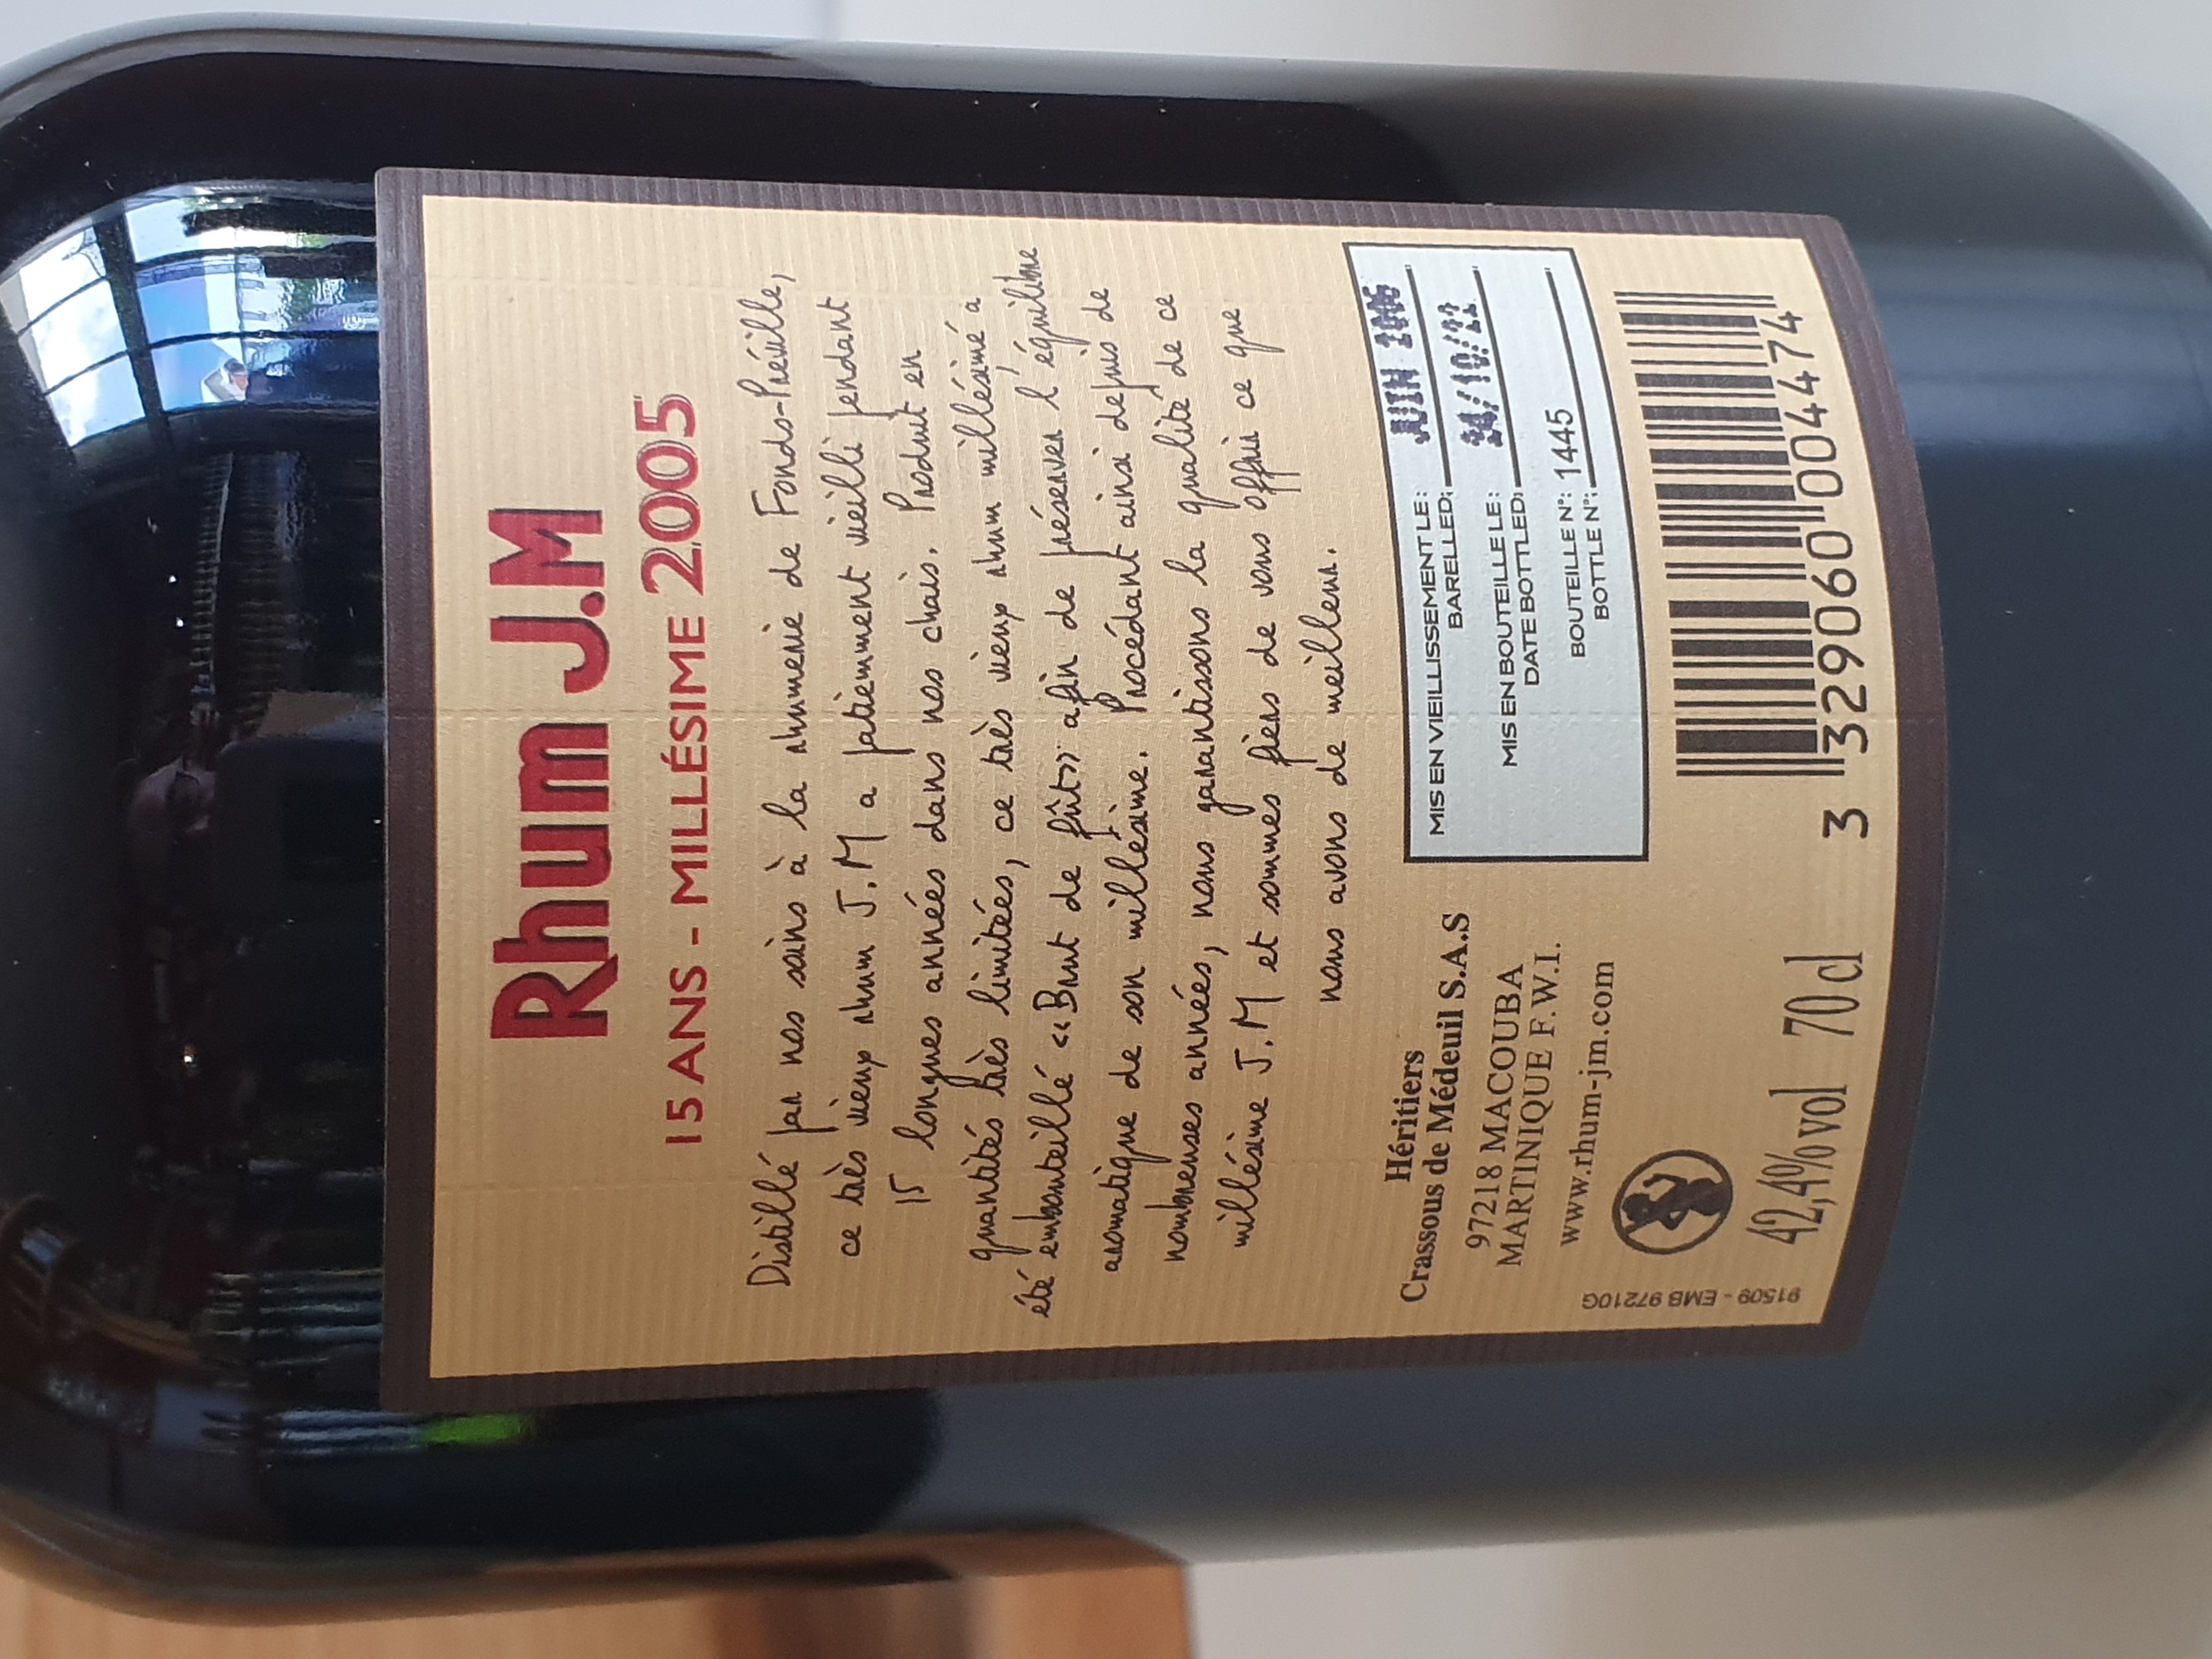 Rhum J.M
15 ANS - MILLÉSIME 2005
Distillé par nos soins à la rhumerie de Fonds-Préville,
ce très vieux rhum J.M a patiemment vieilli pendant
15 longues années dans nos chais. Produit en
quantités très limitées, ce très vieux rhum millésimé a
été embouteillé «Brut de fût» afin de préserver l'équilibre
aromatique de son millésime. Procédant ainsi depuis de
nombreuses années, nous garantissons la qualité de ce
millésime J.M et sommes fiers de vous offrir ce que
nous avons de meilleur.
Héritiers
Crassous de Médeuil S.A.S
97218 MACOUBA
MARTINIQUE F.W.I.
www.rhum-jm.com
91509 - EMB 97210G
42,4%vol 70 cl
MIS EN VIEILLISSEMENT LE:
BARELLED: JUIN
MIS EN BOUTEILLE LE:
DATE BOTTLED:
BOUTEILLE N°: 1445
BOTTLE N°:
3 329060 004474